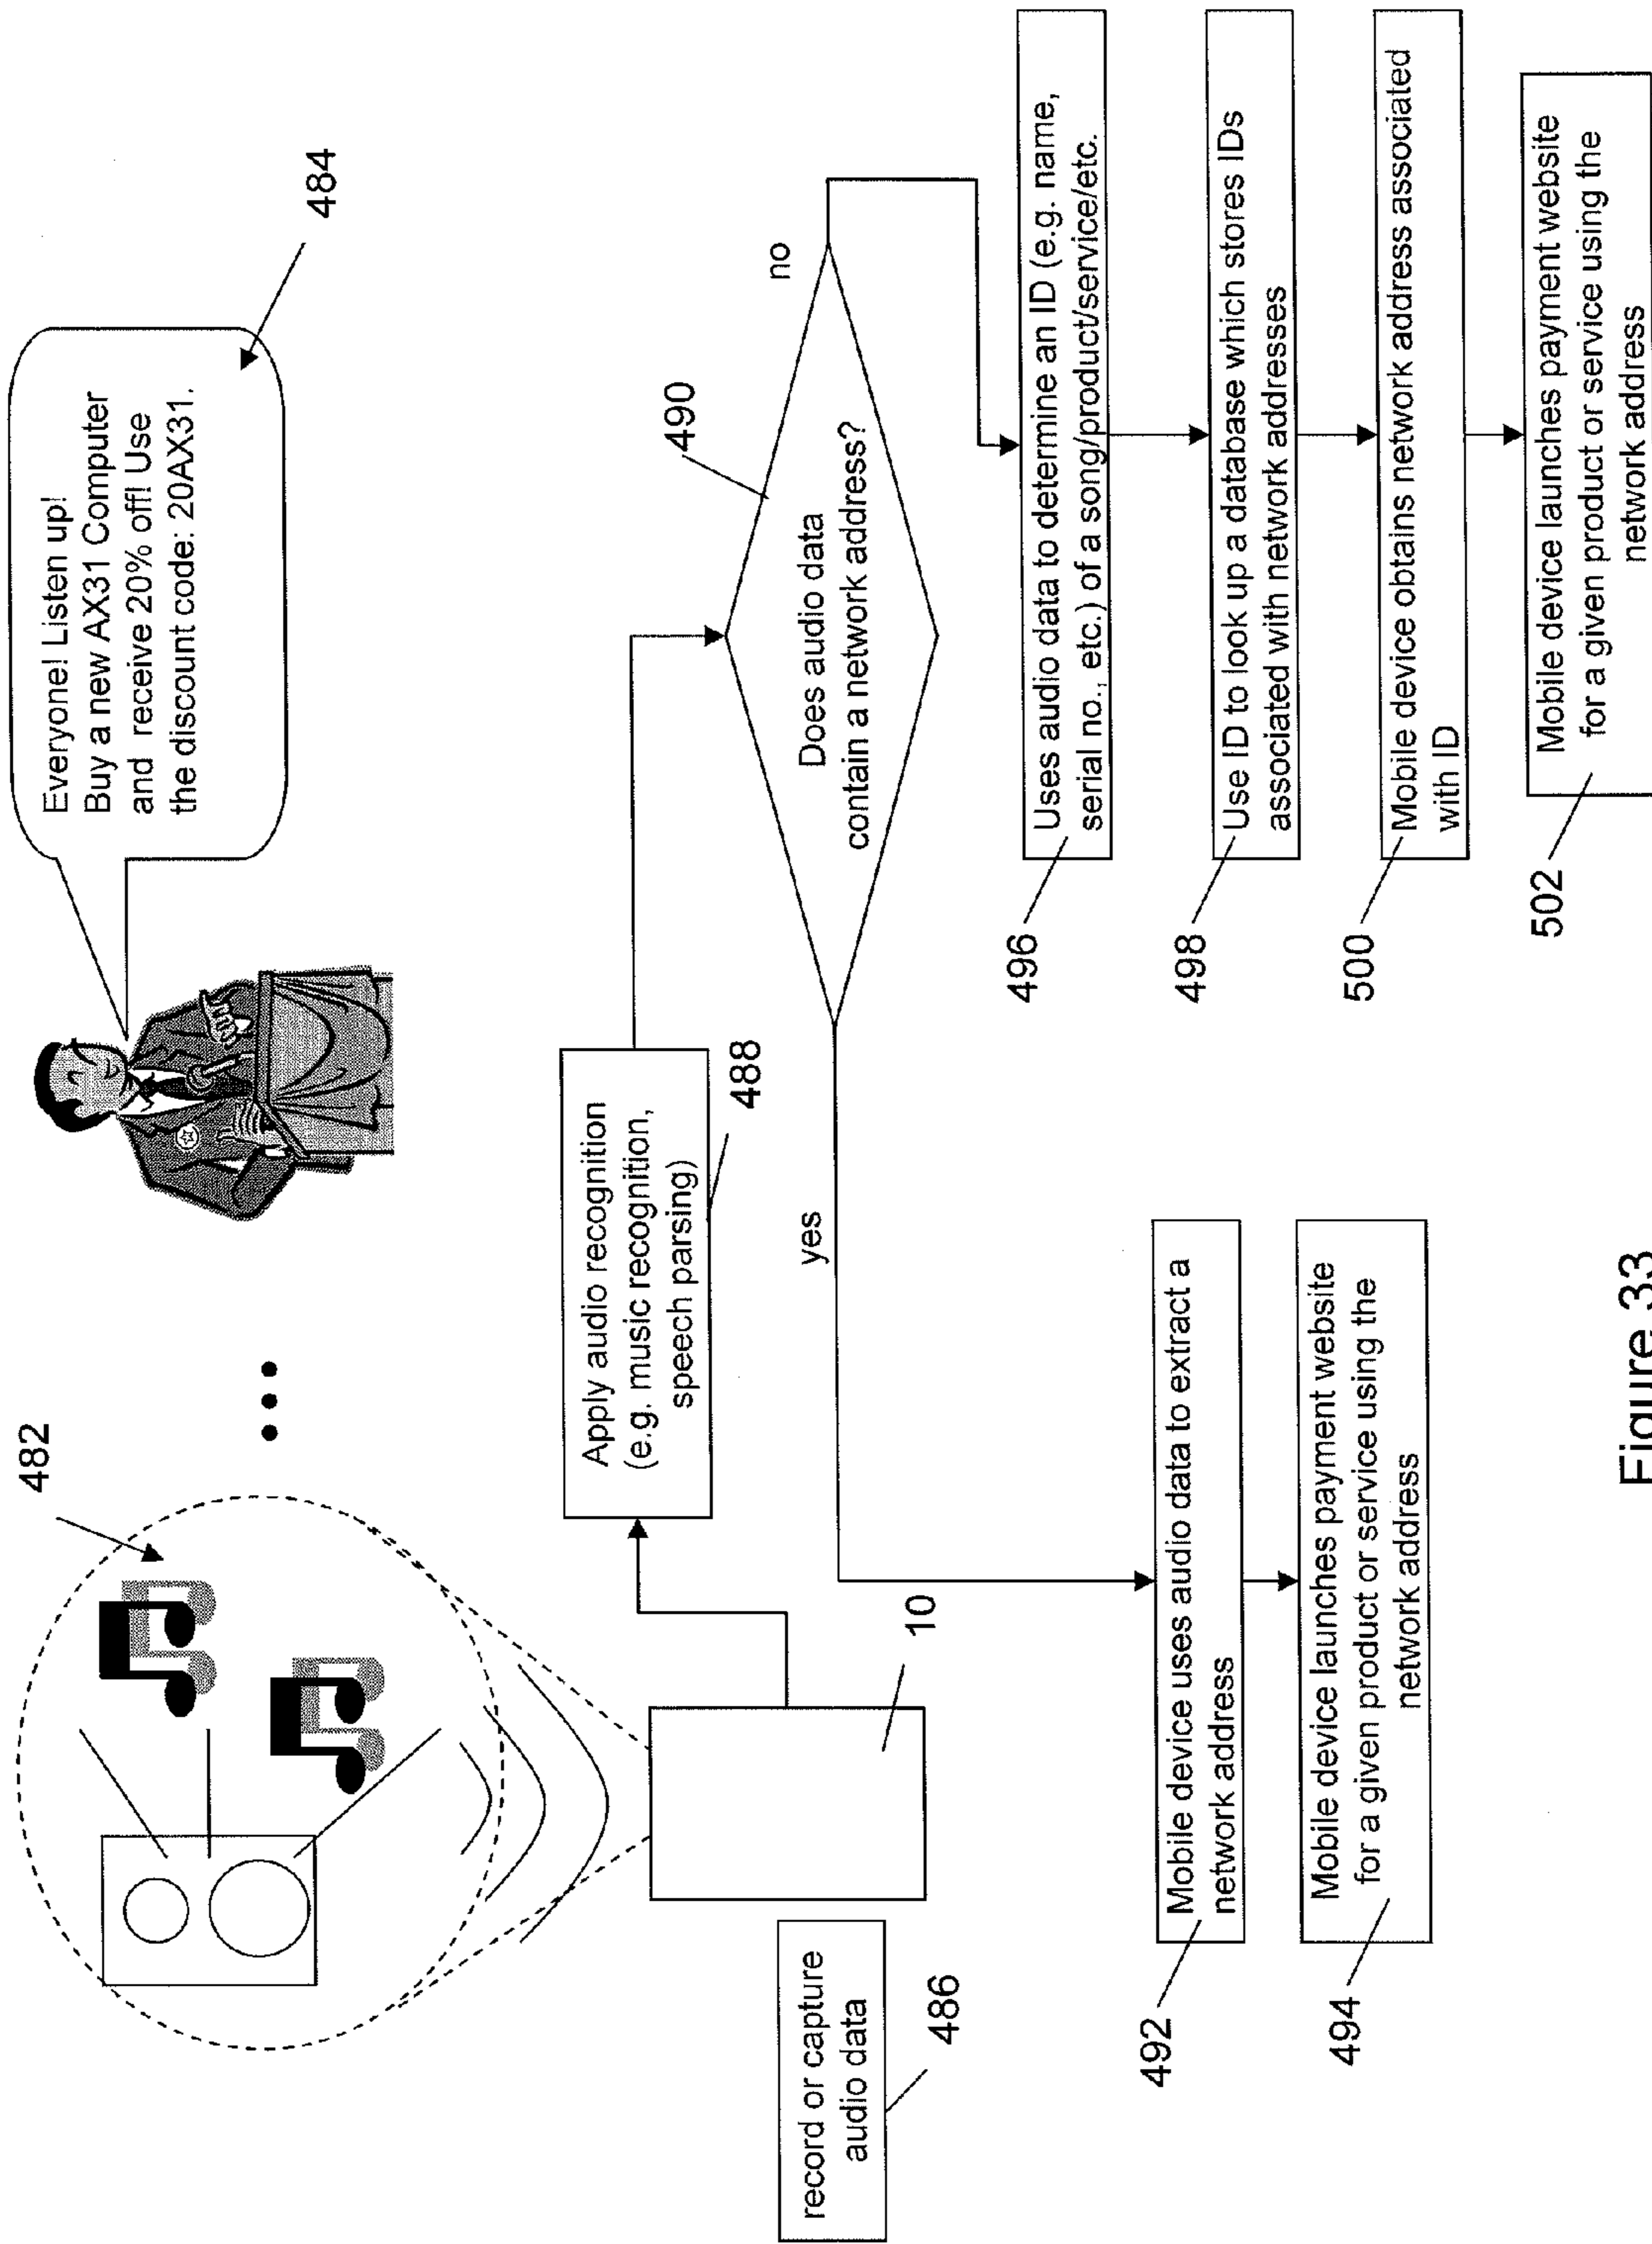 482
Everyone! Listen up!
Buy a new AX31 Computer
and receive 20% off! Use
the discount code: 20AX31.
484
record or capture
audio data
486
10
Apply audio recognition
(e.g. music recognition,
speech parsing)
488
Does audio data
contain a network address?
490
yes
no
492
Mobile device uses audio data to extract a
network address
494
Mobile device launches payment website
for a given product or service using the
network address
496
Uses audio data to determine an ID (e.g. name,
serial no., etc.) of a song/product/service/etc.
498
Use ID to look up a database which stores IDs
associated with network addresses
500
Mobile device obtains network address associated
with ID
502
Mobile device launches payment website
for a given product or service using the
network address
Figure 33